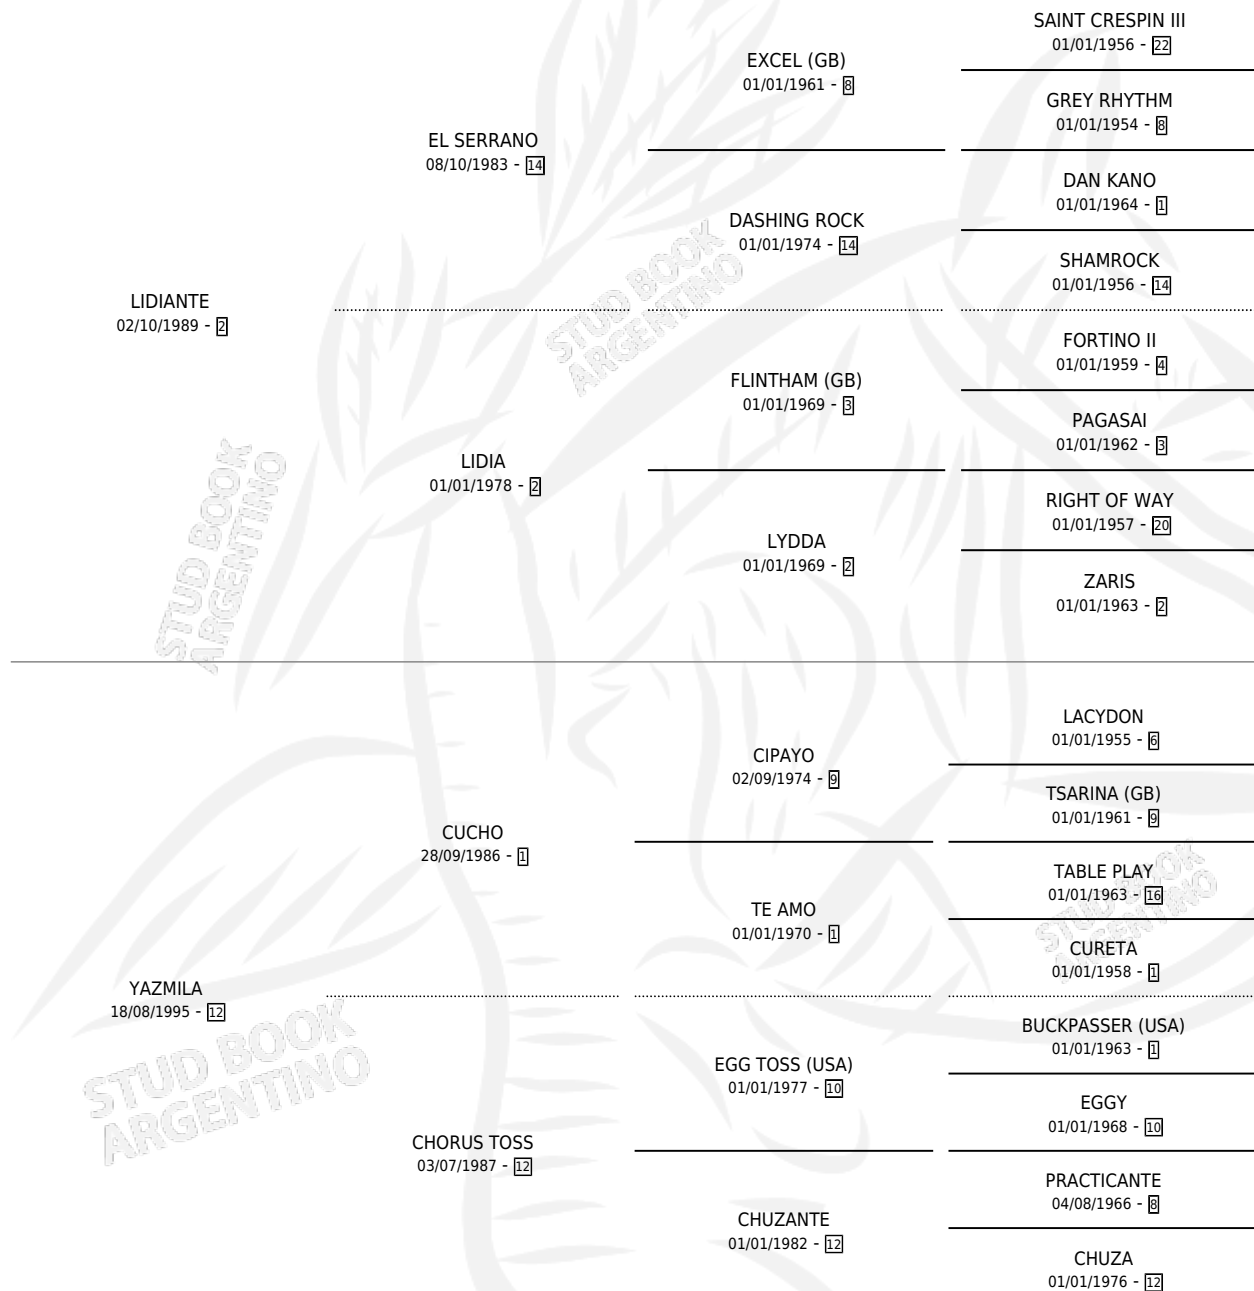 SAINT CRESPIN III
01/01/1956 - 22
EXCEL (GB)
01/01/1961 - 8
GREY RHYTHM
01/01/1954 - 8
EL SERRANO
08/10/1983 - 14
DAN KANO
01/01/1964 - 1
DASHING ROCK
01/01/1974 - 14
SHAMROCK
01/01/1956 - 14
LIDIANTE
02/10/1989 - 2
FORTINO II
01/01/1959 - 4
FLINTHAM (GB)
01/01/1969 - 3
PAGASAI
01/01/1962 - 3
LIDIA
01/01/1978 - 2
RIGHT OF WAY
01/01/1957 - 20
LYDDA
01/01/1969 - 2
ZARIS
01/01/1963 - 2
STUD BOOK
ARGENTINO
STUD BOOK
ARGENTINO
LACYDON
01/01/1955 - 6
CIPAYO
02/09/1974 - 9
TSARINA (GB)
01/01/1961 - 9
CUCHO
28/09/1986 - 1
TABLE PLAY
01/01/1963 - 16
TE AMO
01/01/1970 - 1
CURETA
01/01/1958 - 1
YAZMILA
18/08/1995 - 12
BUCKPASSER (USA)
01/01/1963 - 1
EGG TOSS (USA)
01/01/1977 - 10
EGGY
01/01/1968 - 10
CHORUS TOSS
03/07/1987 - 12
PRACTICANTE
04/08/1966 - 8
CHUZANTE
01/01/1982 - 12
CHUZA
01/01/1976 - 12
STUD BOOK
ARGENTINO
STUD BOOK
ARGENTINO